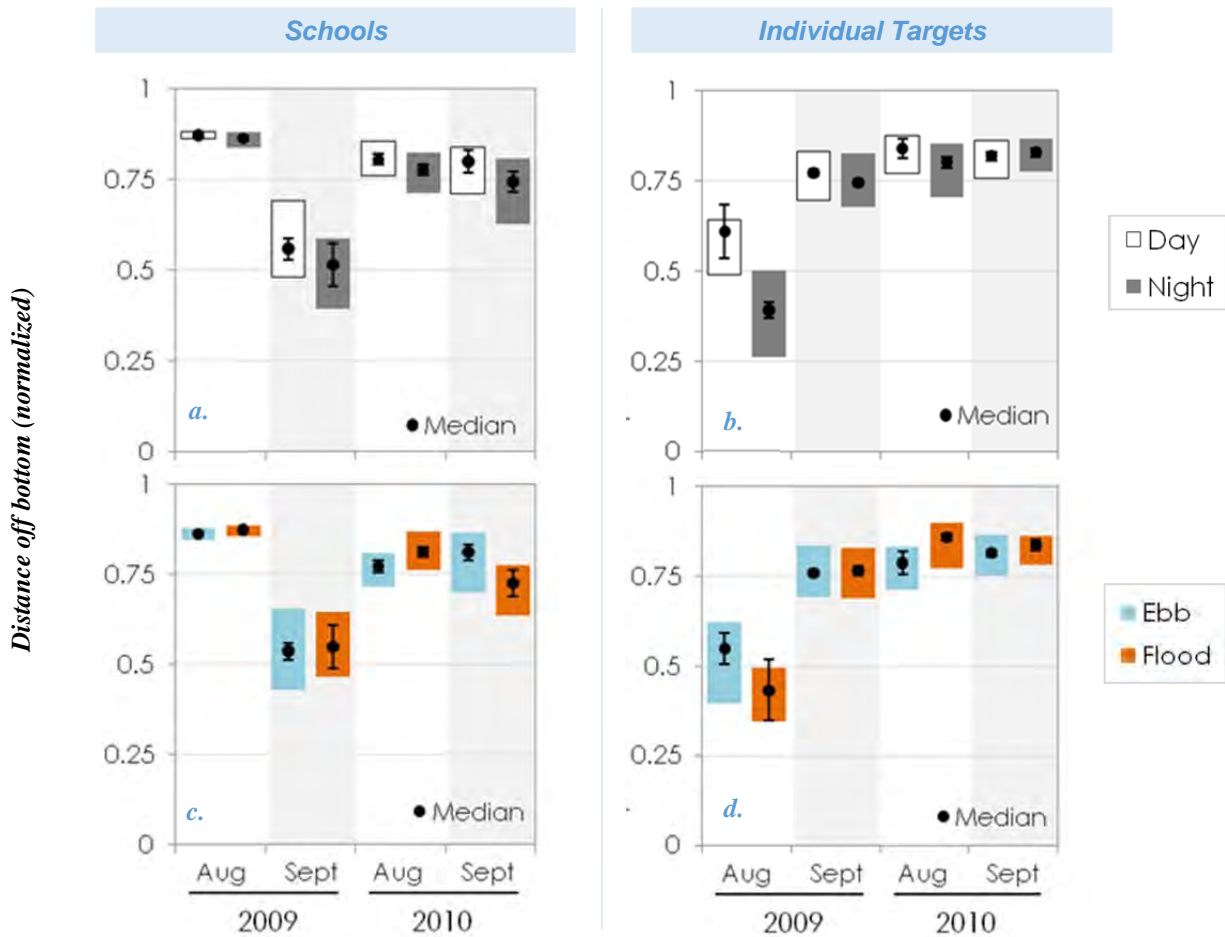 Schools
Individual Targets
Distance off bottom (normalized)
1
0.75
0.5
0.25
0
a.
Median
1
0.75
0.5
0.25
0
b.
Median
Day
Night
1
0.75
0.5
0.25
0
c.
Median
Aug Sept Aug Sept
2009 2010
1
0.75
0.5
0.25
0
d.
Median
Aug Sept Aug Sept
2009 2010
Ebb
Flood